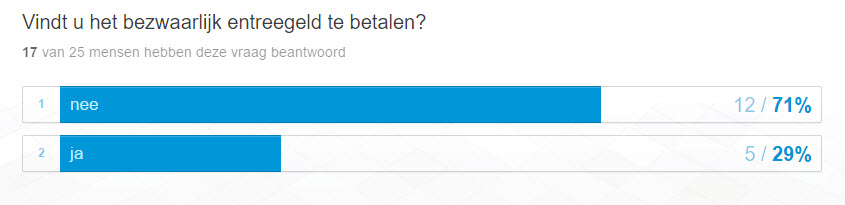 Vindt u het bezwaarlijk entreegeld te betalen?
17 van 25 mensen hebben deze vraag beantwoord
1 nee 12 / 71%
2 ja 5 / 29%